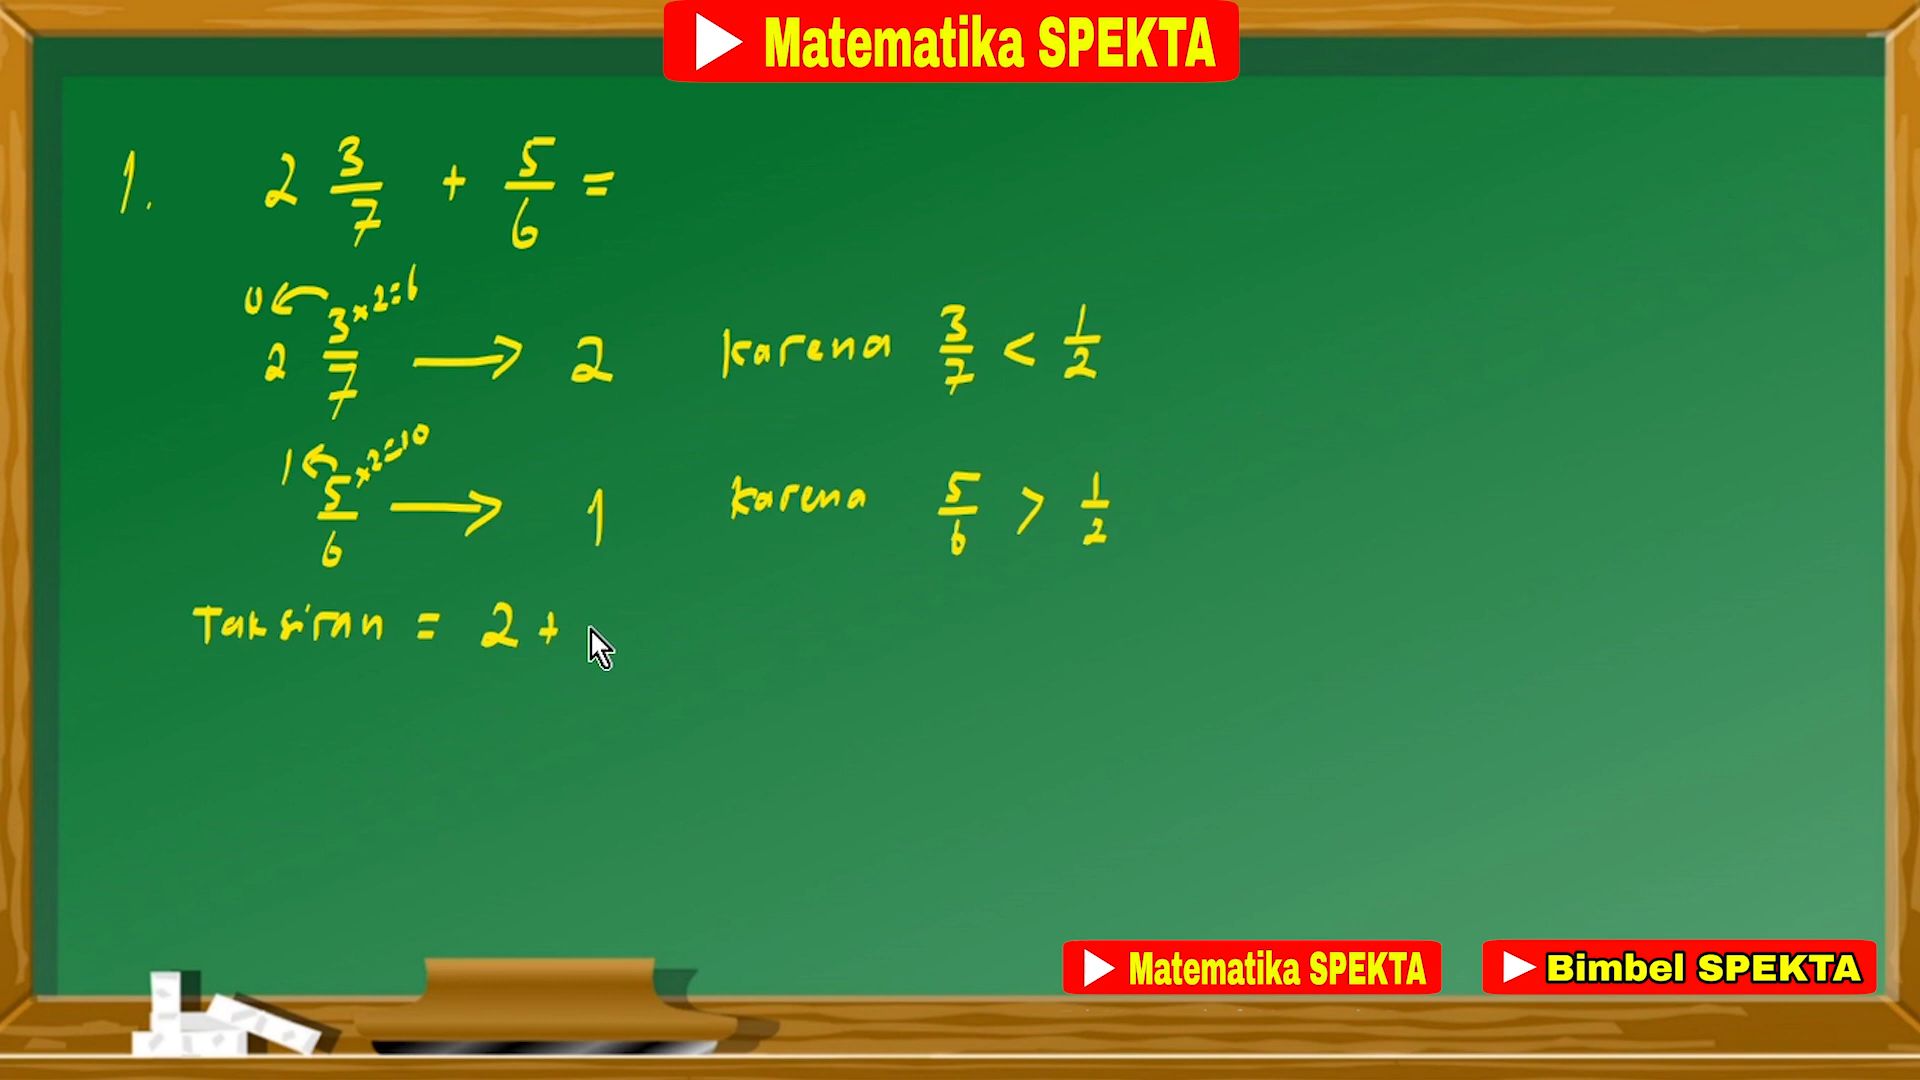 Matematika SPEKTA
1. 2 3/7 + 5/6 =
0 ← 3 × 2 = 6
2 3/7 → 2 karena 3/7 < 1/2
1 ← 5 × 2 = 10
5/6 → 1 karena 5/6 > 1/2
Taksiran = 2 +
Matematika SPEKTA
Bimbel SPEKTA